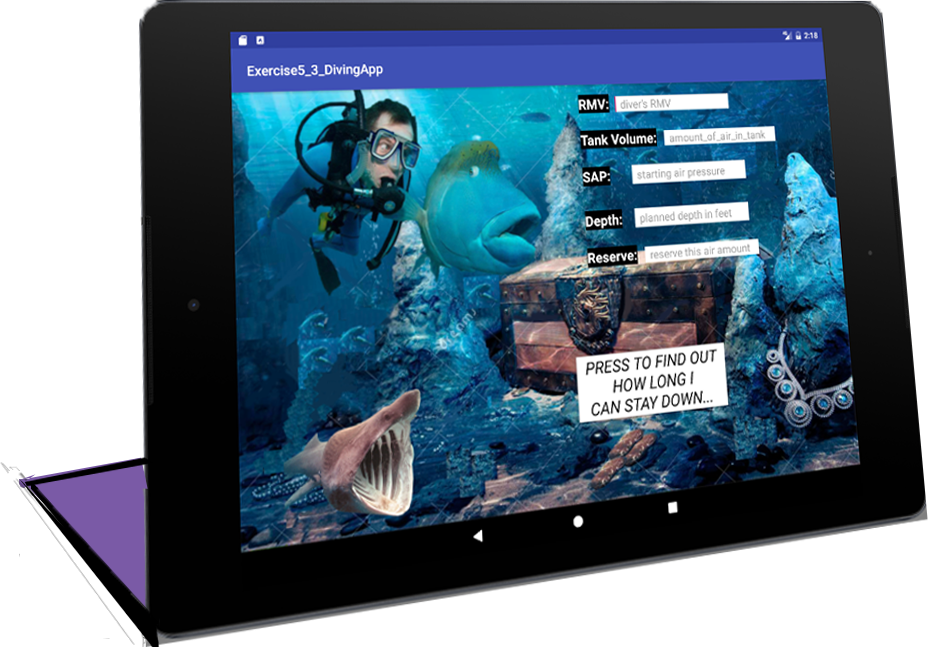 2:18
Exercise5_3_DivingApp
RMV: diver's RMV
Tank Volume: amount_of_air_in_tank
SAP: starting air pressure
Depth: planned depth in feet
Reserve: reserve this air amount
PRESS TO FIND OUT
HOW LONG I
CAN STAY DOWN...